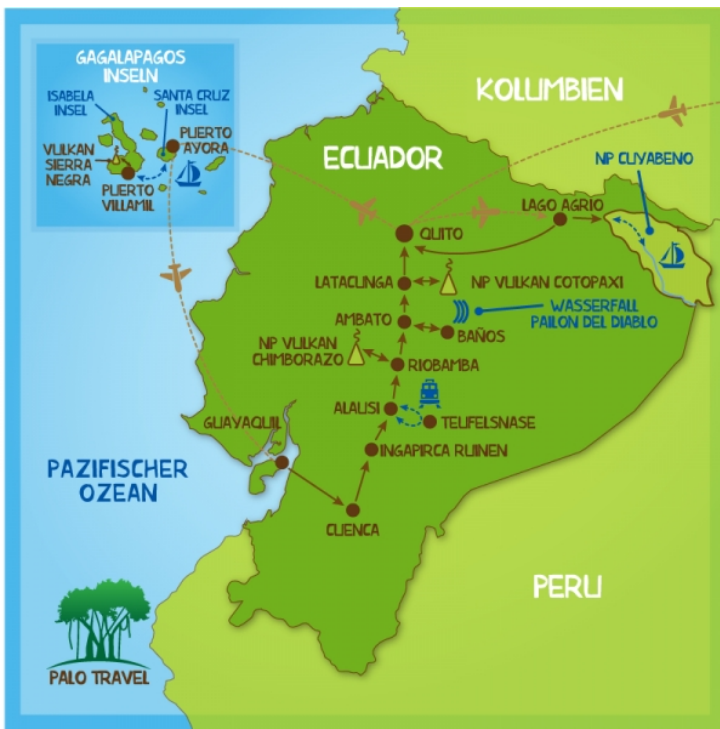 GAGALAPAGOS
INSELN
ISABELA
INSEL
SANTA CRUZ
INSEL
PUERTO
AYORA
VULKAN
SIERRA
NEGRA
PUERTO
VILLAMIL
KOLUMBIEN
ECUADOR
NP CUYABENO
LAGO AGRIO
QUITO
LATACUNGA
NP VULKAN COTOPAXI
WASSERFALL
PAILON DEL DIABLO
AMBATO
BAÑOS
NP VULKAN
CHIMBORAZO
RIOBAMBA
ALAUSI
TEUFELSNASE
GUAYAQUIL
INGAPIRCA RUINEN
PAZIFISCHER
OZEAN
CUENCA
PERU
PALO TRAVEL